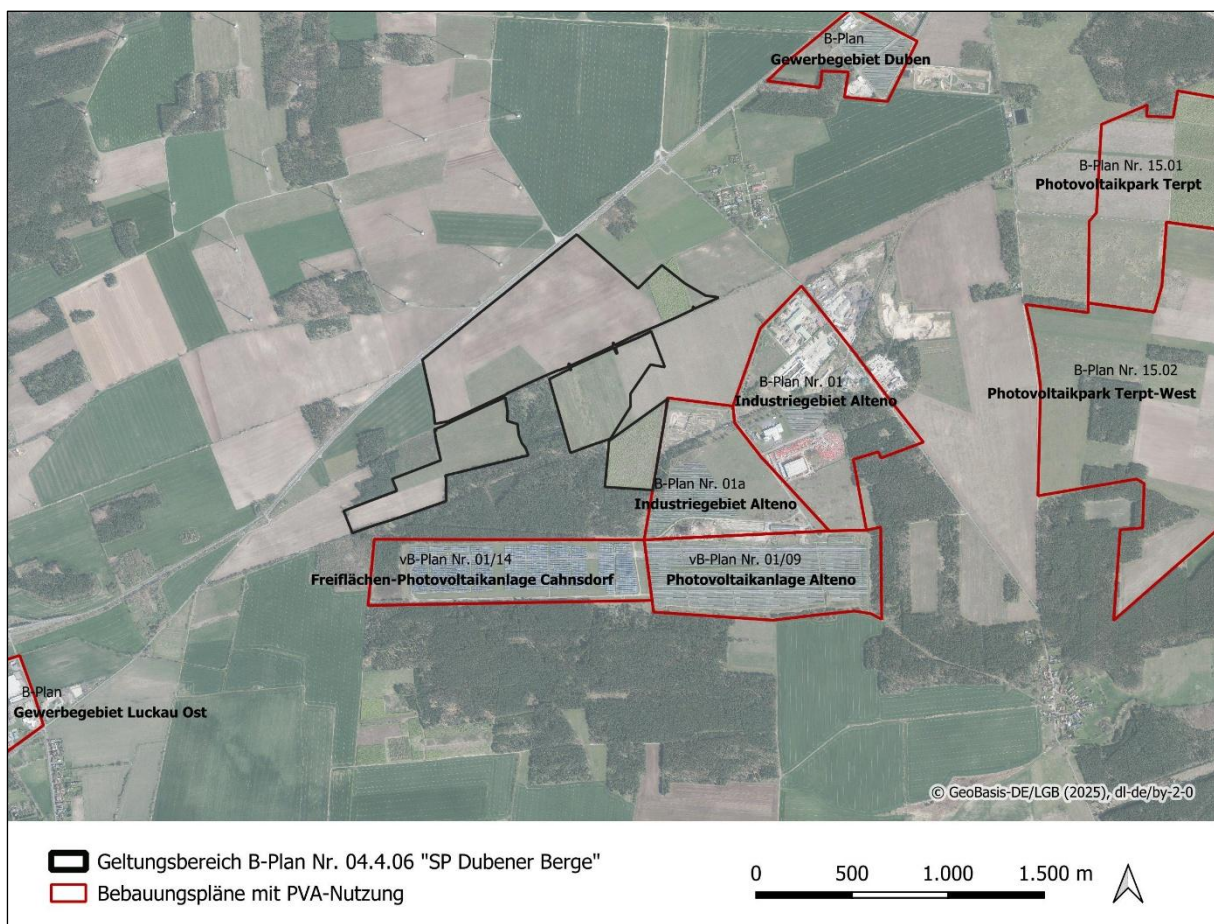 B-Plan
Gewerbegebiet Duben
B-Plan Nr. 15.01
Photovoltaikpark Terpt
B-Plan Nr. 15.02
Photovoltaikpark Terpt-West
B-Plan Nr. 01
Industriegebiet Alteno
B-Plan Nr. 01a
Industriegebiet Alteno
vB-Plan Nr. 01/14
Freiflächen-Photovoltaikanlage Cahnsdorf
vB-Plan Nr. 01/09
Photovoltaikanlage Alteno
B-Plan
Gewerbegebiet Luckau Ost
© GeoBasis-DE/LGB (2025), dl-de/by-2-0
Geltungsbereich B-Plan Nr. 04.4.06 "SP Dubener Berge"
Bebauungspläne mit PVA-Nutzung
0 500 1.000 1.500 m